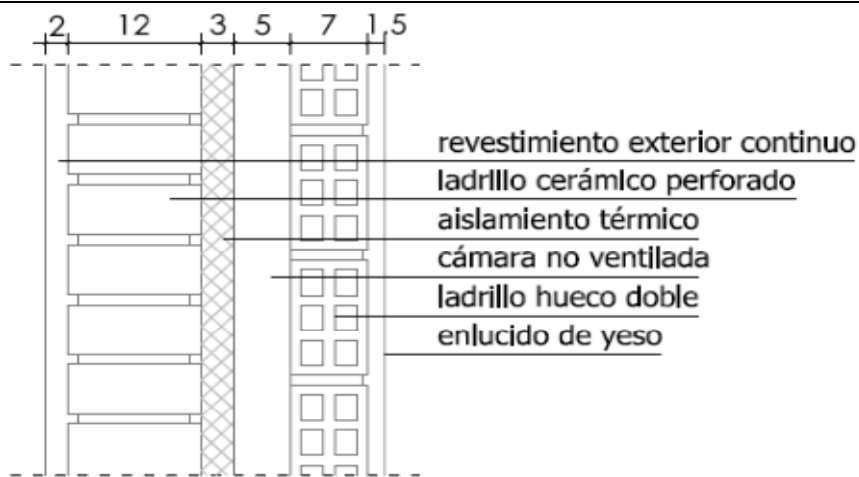 2 12 3 5 7 1,5
revestimiento exterior continuo
ladrillo cerámico perforado
aislamiento térmico
cámara no ventilada
ladrillo hueco doble
enlucido de yeso